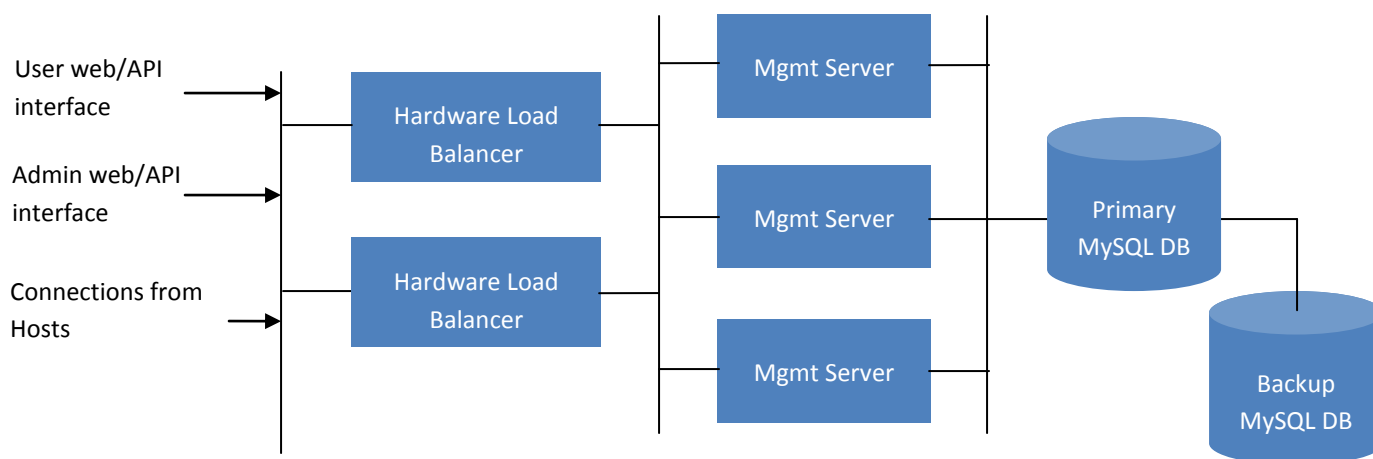 User web/API
interface
Admin web/API
interface
Connections from
Hosts
Hardware Load
Balancer
Hardware Load
Balancer
Mgmt Server
Mgmt Server
Mgmt Server
Primary
MySQL DB
Backup
MySQL DB